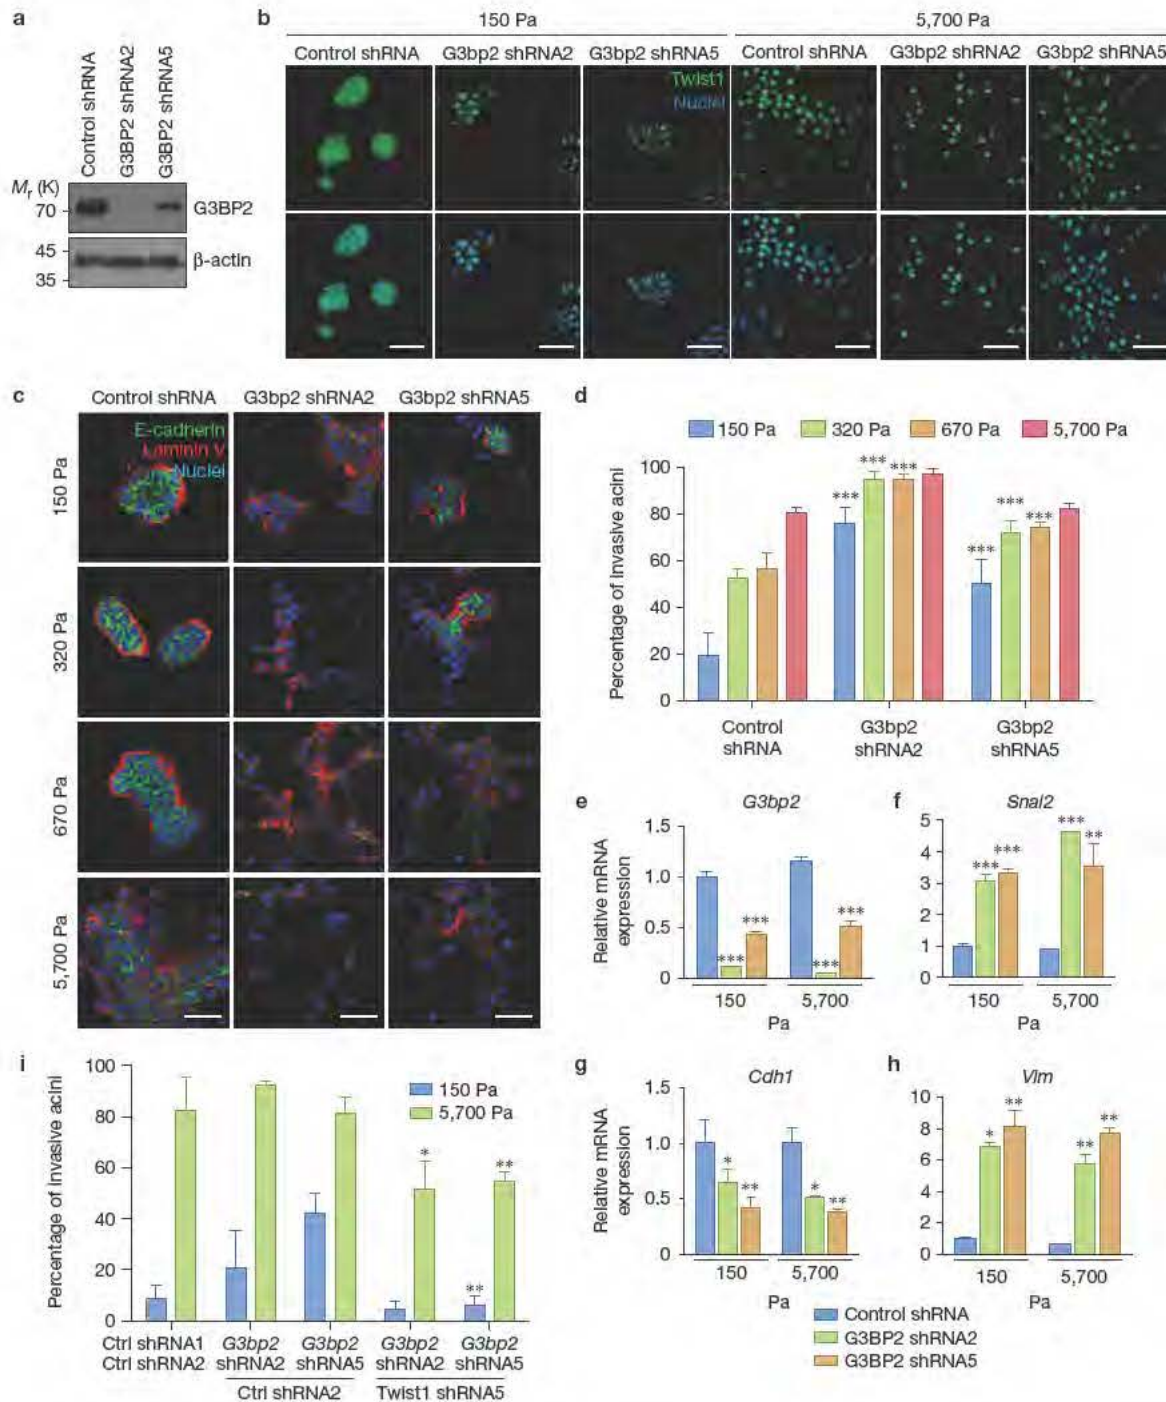 a
Control shRNA
G3BP2 shRNA2
G3BP2 shRNA5
Mr (K)
70
G3BP2
45
35
β-actin
b
150 Pa
5,700 Pa
Control shRNA
G3bp2 shRNA2
G3bp2 shRNA5
Control shRNA
G3bp2 shRNA2
G3bp2 shRNA5
Twist1
Nuclei
c
Control shRNA
G3bp2 shRNA2
G3bp2 shRNA5
E-cadherin
Laminin V
Nuclei
150 Pa
320 Pa
670 Pa
5,700 Pa
d
150 Pa
320 Pa
670 Pa
5,700 Pa
Percentage of invasive acini
100
80
60
40
20
0
***
***
***
***
***
***
Control
shRNA
G3bp2
shRNA2
G3bp2
shRNA5
e
G3bp2
Relative mRNA
expression
1.5
1.0
0.5
0
***
***
***
***
150
5,700
Pa
f
Snal2
5
4
3
2
1
0
***
***
***
**
150
5,700
Pa
i
Percentage of invasive acini
100
80
60
40
20
0
150 Pa
5,700 Pa
*
**
**
Ctrl shRNA1
Ctrl shRNA2
G3bp2
shRNA2
G3bp2
shRNA5
G3bp2
shRNA2
G3bp2
shRNA5
Ctrl shRNA2
Twist1 shRNA5
g
Cdh1
Relative mRNA
expression
1.5
1.0
0.5
0
*
**
*
**
150
5,700
Pa
h
Vim
10
8
6
4
2
0
*
**
**
**
150
5,700
Pa
Control shRNA
G3BP2 shRNA2
G3BP2 shRNA5